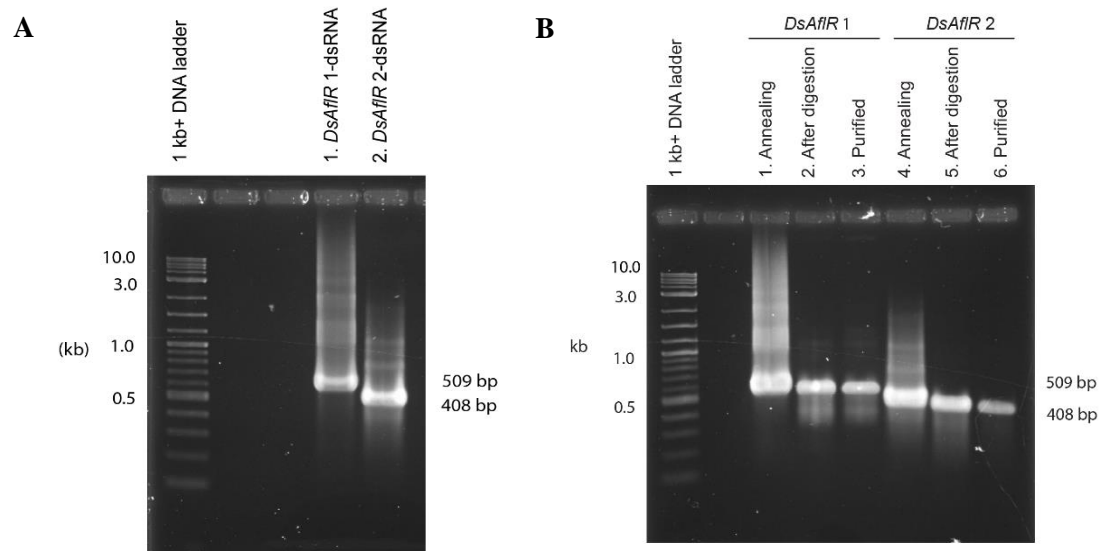 A
1 kb+ DNA ladder
1. DsAflR 1-dsRNA
2. DsAflR 2-dsRNA
10.0
3.0
(kb)
1.0
0.5
509 bp
408 bp
B
DsAflR 1
DsAflR 2
1 kb+ DNA ladder
1. Annealing
2. After digestion
3. Purified
4. Annealing
5. After digestion
6. Purified
10.0
3.0
kb
1.0
0.5
509 bp
408 bp